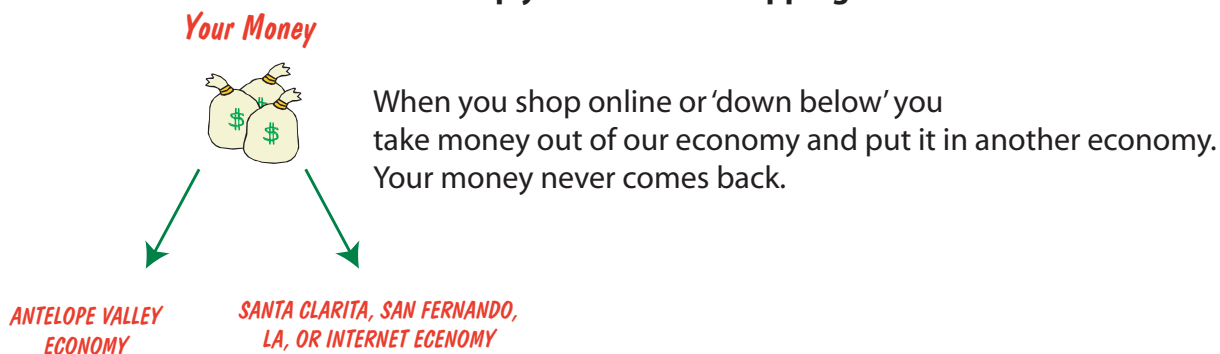 Your Money
$ $ $
When you shop online or 'down below' you
take money out of our economy and put it in another economy.
Your money never comes back.
ANTELOPE VALLEY
ECONOMY
SANTA CLARITA, SAN FERNANDO,
LA, OR INTERNET ECENOMY